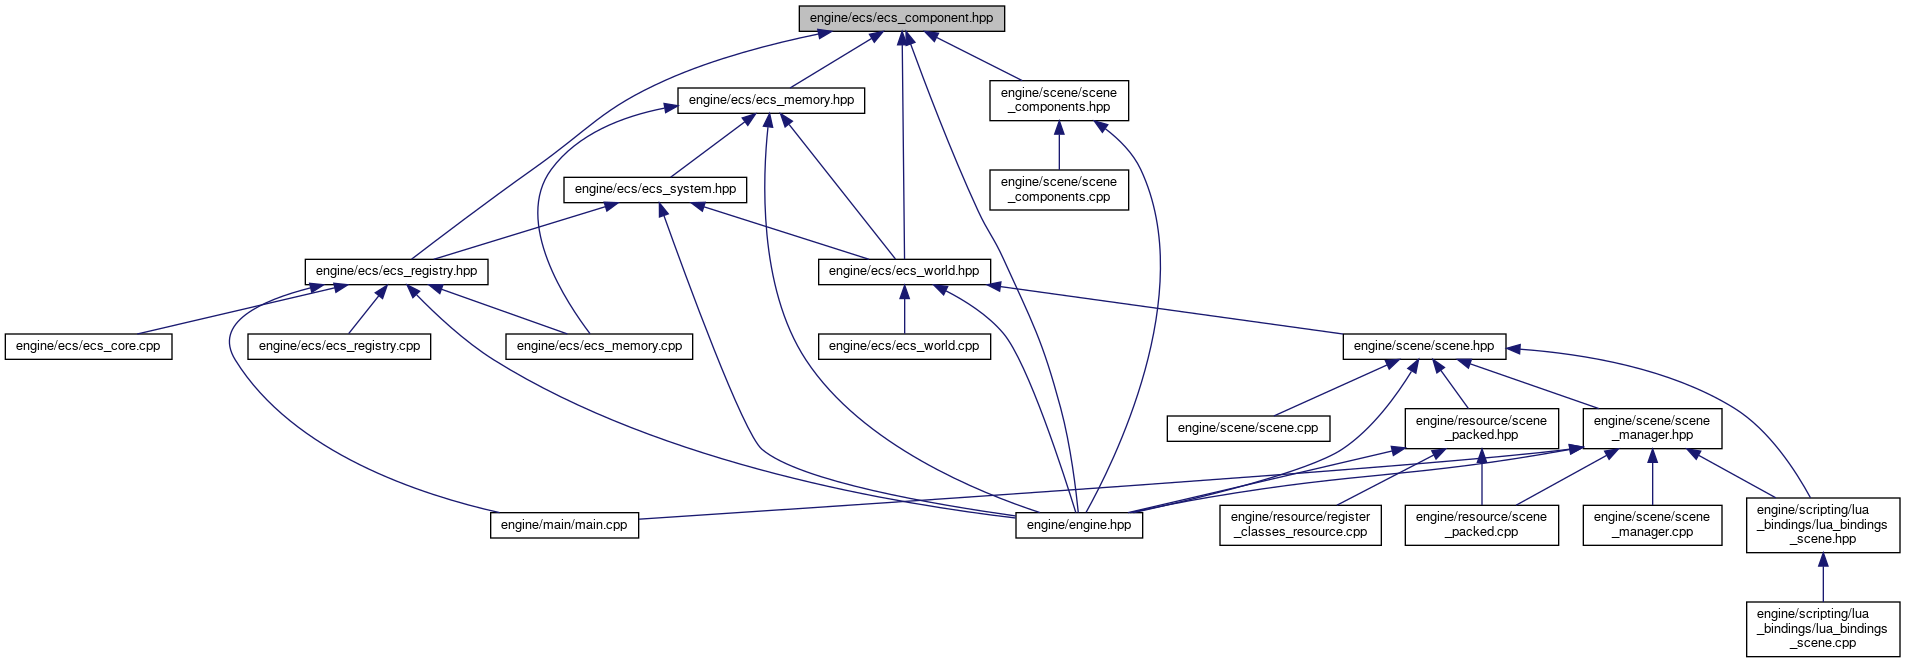 engine/ecs/ecs_component.hpp
engine/ecs/ecs_memory.hpp
engine/scene/scene
_components.hpp
engine/ecs/ecs_system.hpp
engine/scene/scene
_components.cpp
engine/ecs/ecs_registry.hpp
engine/ecs/ecs_world.hpp
engine/ecs/ecs_core.cpp
engine/ecs/ecs_registry.cpp
engine/ecs/ecs_memory.cpp
engine/ecs/ecs_world.cpp
engine/scene/scene.hpp
engine/scene/scene.cpp
engine/resource/scene
_packed.hpp
engine/scene/scene
_manager.hpp
engine/main/main.cpp
engine/engine.hpp
engine/resource/register
_classes_resource.cpp
engine/resource/scene
_packed.cpp
engine/scene/scene
_manager.cpp
engine/scripting/lua
_bindings/lua_bindings
_scene.hpp
engine/scripting/lua
_bindings/lua_bindings
_scene.cpp